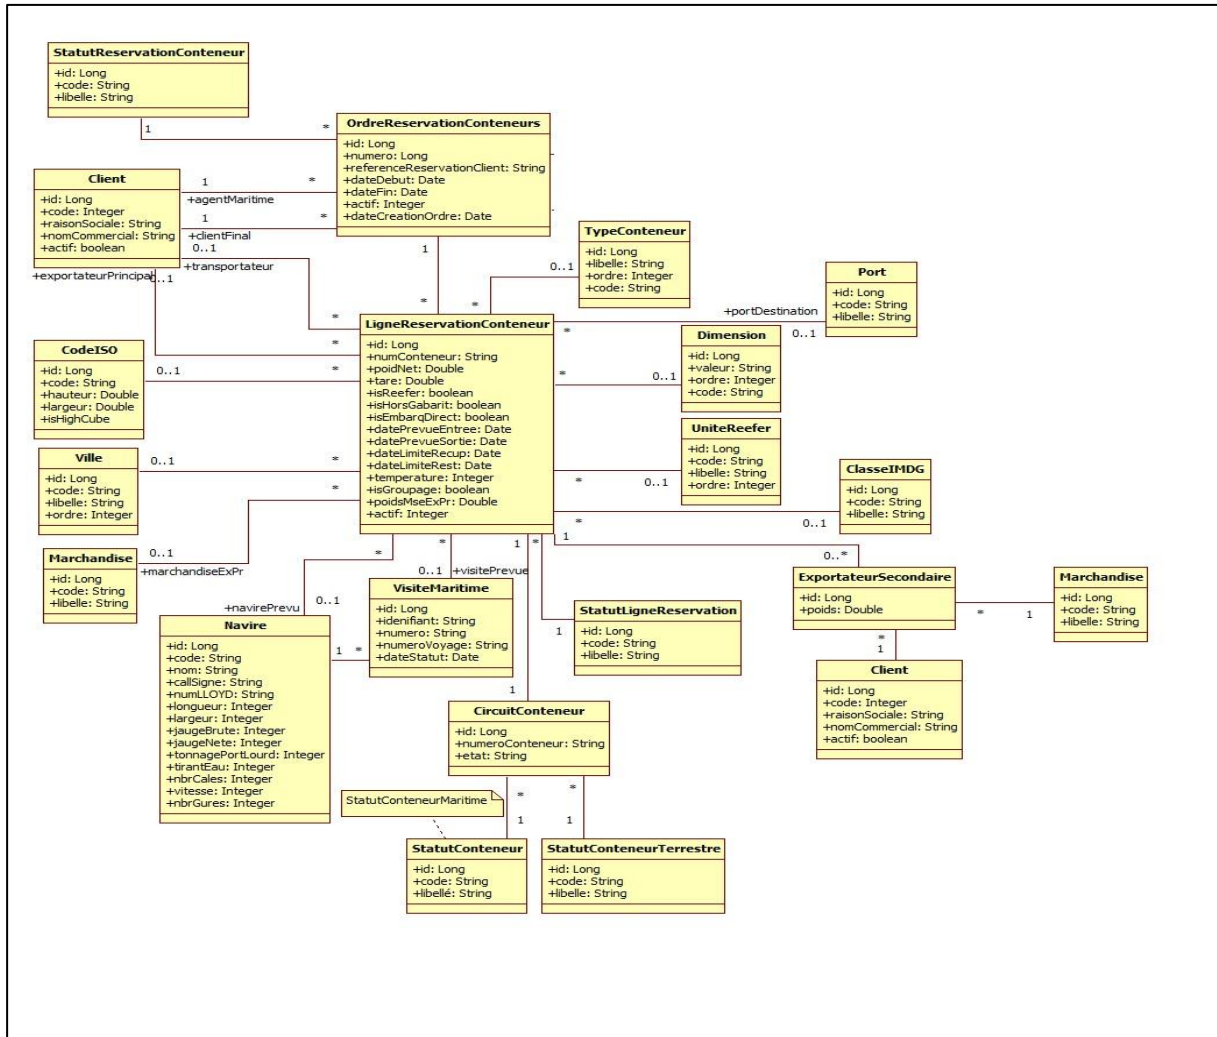 StatutReservationConteneur
+id: Long
+code: String
+libelle: String
1
*
OrdreReservationConteneurs
+id: Long
+numero: Long
+referenceReservationClient: String
+dateDebut: Date
+dateFin: Date
+actif: Integer
+dateCreationOrdre: Date
Client
+id: Long
+code: Integer
+raisonSociale: String
+nomCommercial: String
+actif: boolean
1
*
+agentMaritime
1
*
+clientFinal
0..1
+transportateur
*
+exportateurPrincipal
0..1
*
1
*
TypeConteneur
+id: Long
+libelle: String
+ordre: Integer
+code: String
0..1
*
Port
+id: Long
+code: String
+libelle: String
+portDestination
*
0..1
LigneReservationConteneur
+id: Long
+numConteneur: String
+poidNet: Double
+tare: Double
+isReefer: boolean
+isHorsGabarit: boolean
+isEmbarqDirect: boolean
+datePrevueEntree: Date
+datePrevueSortie: Date
+dateLimiteRecup: Date
+dateLimiteRest: Date
+temperature: Integer
+isGroupage: boolean
+poidsMseExPr: Double
+actif: Integer
Dimension
+id: Long
+valeur: String
+ordre: Integer
+code: String
*
0..1
CodeISO
+id: Long
+code: String
+hauteur: Double
+largeur: Double
+isHighCube
0..1
*
UniteReefer
+id: Long
+code: String
+libelle: String
+ordre: Integer
*
0..1
Ville
+id: Long
+code: String
+libelle: String
+ordre: Integer
0..1
*
ClasseIMDG
+id: Long
+code: String
+libelle: String
*
0..1
Marchandise
+id: Long
+code: String
+libelle: String
0..1
*
+marchandiseExPr
1
0..*
ExportateurSecondaire
+id: Long
+poids: Double
*
1
Marchandise
+id: Long
+code: String
+libelle: String
*
1
Client
+id: Long
+code: Integer
+raisonSociale: String
+nomCommercial: String
+actif: boolean
*
+navirePrevu
0..1
*
0..1
+visitePrevue
VisiteMaritime
+id: Long
+idenifiant: String
+numero: String
+numeroVoyage: String
+dateStatut: Date
1
*
Navire
+id: Long
+code: String
+nom: String
+callSigne: String
+numLLOYD: String
+longueur: Integer
+largeur: Integer
+jaugeBrute: Integer
+jaugeNete: Integer
+tonnagePortLourd: Integer
+tirantEau: Integer
+nbrCales: Integer
+vitesse: Integer
+nbrGures: Integer
*
1
StatutLigneReservation
+id: Long
+code: String
+libelle: String
1
1
CircuitConteneur
+id: Long
+numeroConteneur: String
+etat: String
StatutConteneurMaritime
*
1
*
1
StatutConteneur
+id: Long
+code: String
+libellé: String
StatutConteneurTerrestre
+id: Long
+code: String
+libelle: String